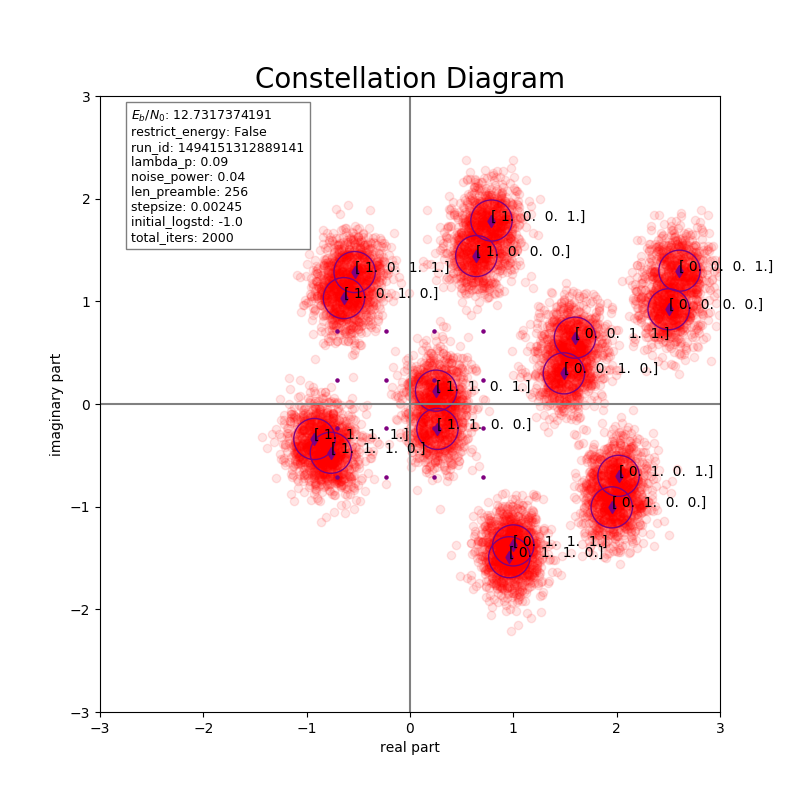 Constellation Diagram
E_b/N_0: 12.7317374191
restrict_energy: False
run_id: 1494151312889141
lambda_p: 0.09
noise_power: 0.04
len_preamble: 256
stepsize: 0.00245
initial_logstd: -1.0
total_iters: 2000
[ 1. 0. 0. 1.]
[ 1. 0. 0. 0.]
[ 1. 0. 1. 1.]
[ 0. 0. 0. 1.]
[ 1. 0. 1. 0.]
[ 0. 0. 0. 0.]
[ 0. 0. 1. 1.]
[ 0. 0. 1. 0.]
[ 1. 1. 0. 1.]
[ 1. 1. 0. 0.]
[ 1. 1. 1. 1.]
[ 1. 1. 1. 0.]
[ 0. 1. 0. 1.]
[ 0. 1. 0. 0.]
[ 0. 1. 1. 1.]
[ 0. 1. 1. 0.]
3
2
1
0
−1
−2
−3
imaginary part
−3 −2 −1 0 1 2 3
real part